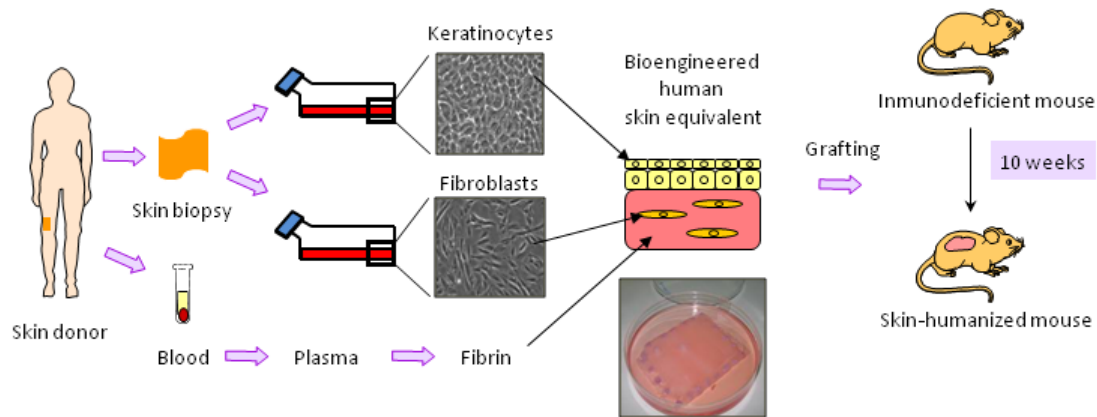 Keratinocytes
Bioengineered
human
skin equivalent
Inmunodeficient mouse
Grafting
10 weeks
Skin biopsy
Fibroblasts
Skin donor
Skin-humanized mouse
Blood
Plasma
Fibrin